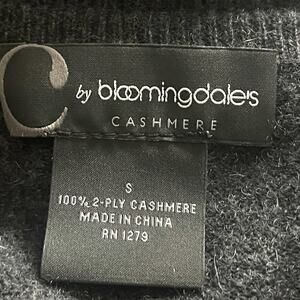 C by bloomingdale's
CASHMERE
S
100% 2-PLY CASHMERE
MADE IN CHINA
RN 1279